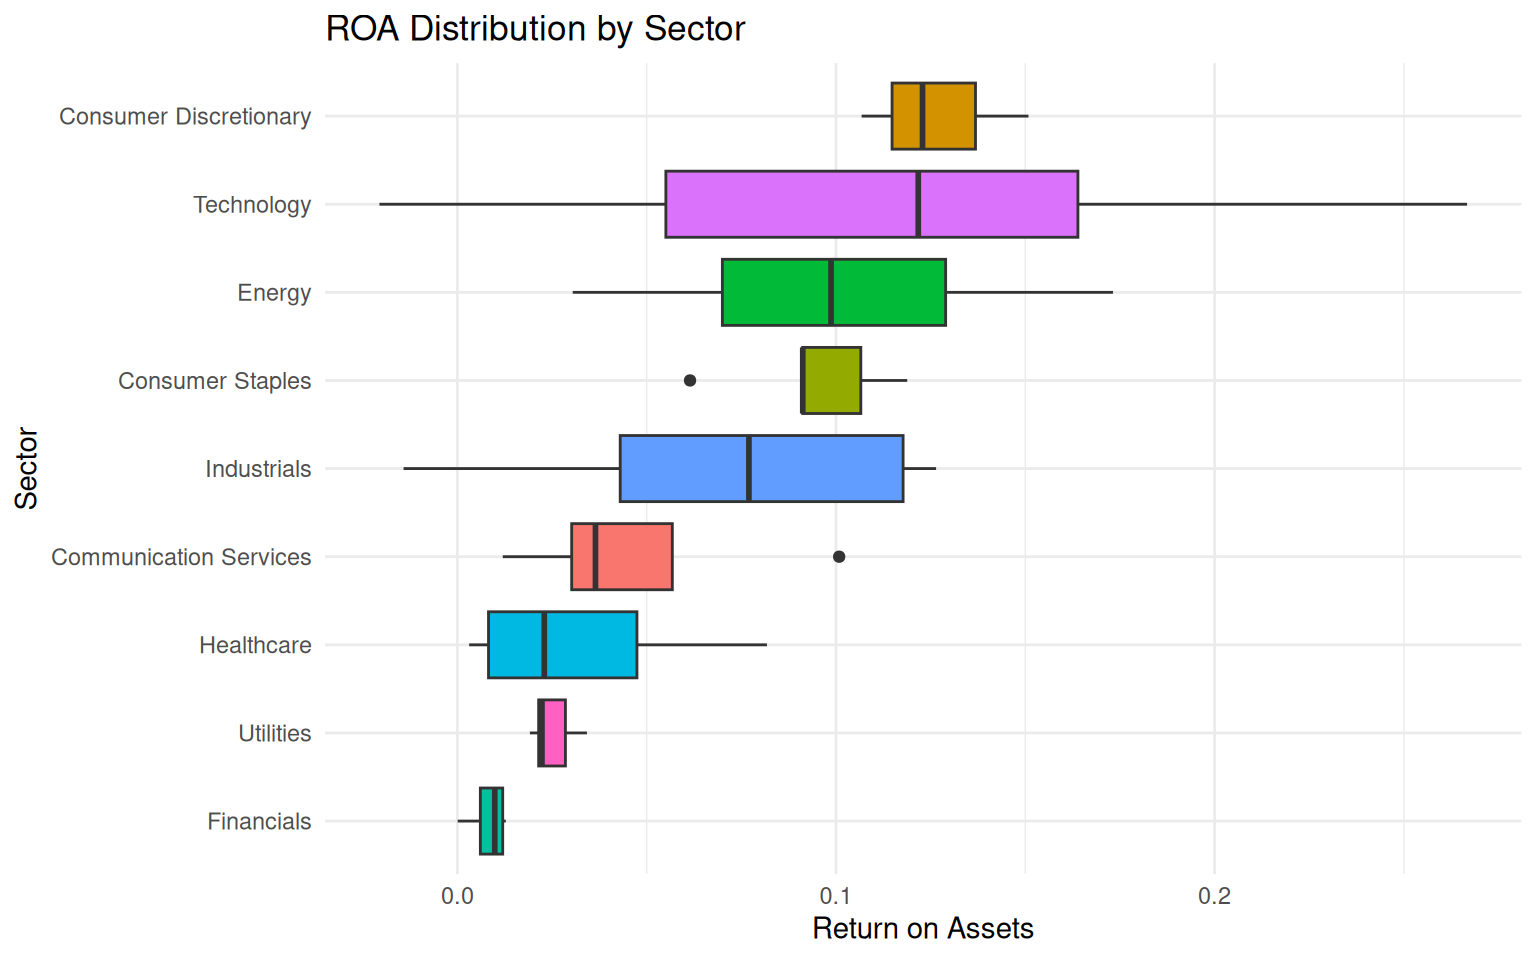 ROA Distribution by Sector
Consumer Discretionary
Technology
Energy
Consumer Staples
Industrials
Communication Services
Healthcare
Utilities
Financials
Sector
0.0
0.1
0.2
Return on Assets